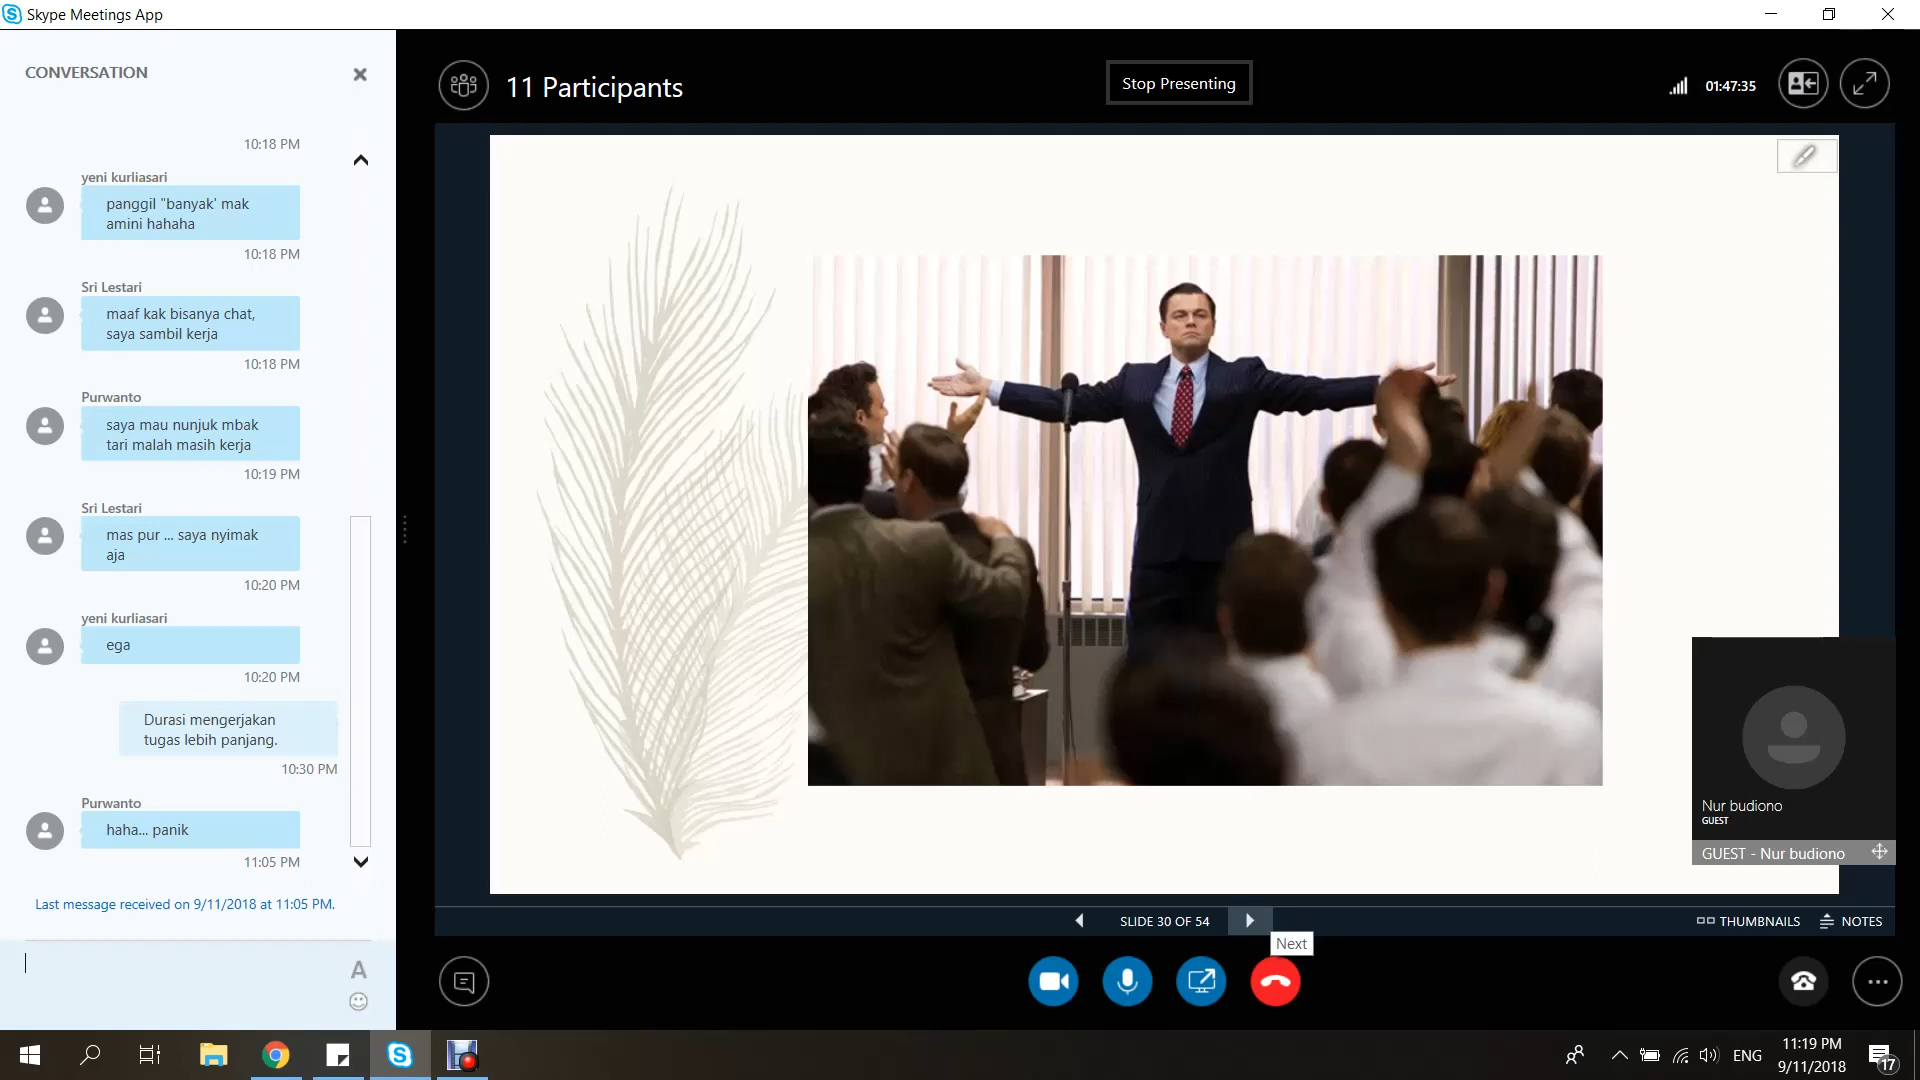 Skype Meetings App
CONVERSATION
10:18 PM
yeni kurliasari
panggil "banyak' mak
amini hahaha
10:18 PM
Sri Lestari
maaf kak bisanya chat,
saya sambil kerja
10:18 PM
Purwanto
saya mau nunjuk mbak
tari malah masih kerja
10:19 PM
Sri Lestari
mas pur ... saya nyimak
aja
10:20 PM
yeni kurliasari
ega
10:20 PM
Durasi mengerjakan
tugas lebih panjang.
10:30 PM
Purwanto
haha... panik
11:05 PM
Last message received on 9/11/2018 at 11:05 PM.
A
11 Participants
Stop Presenting
01:47:35
Nur budiono
GUEST
GUEST - Nur budiono
SLIDE 30 OF 54
Next
THUMBNAILS
NOTES
ENG
11:19 PM
9/11/2018
17